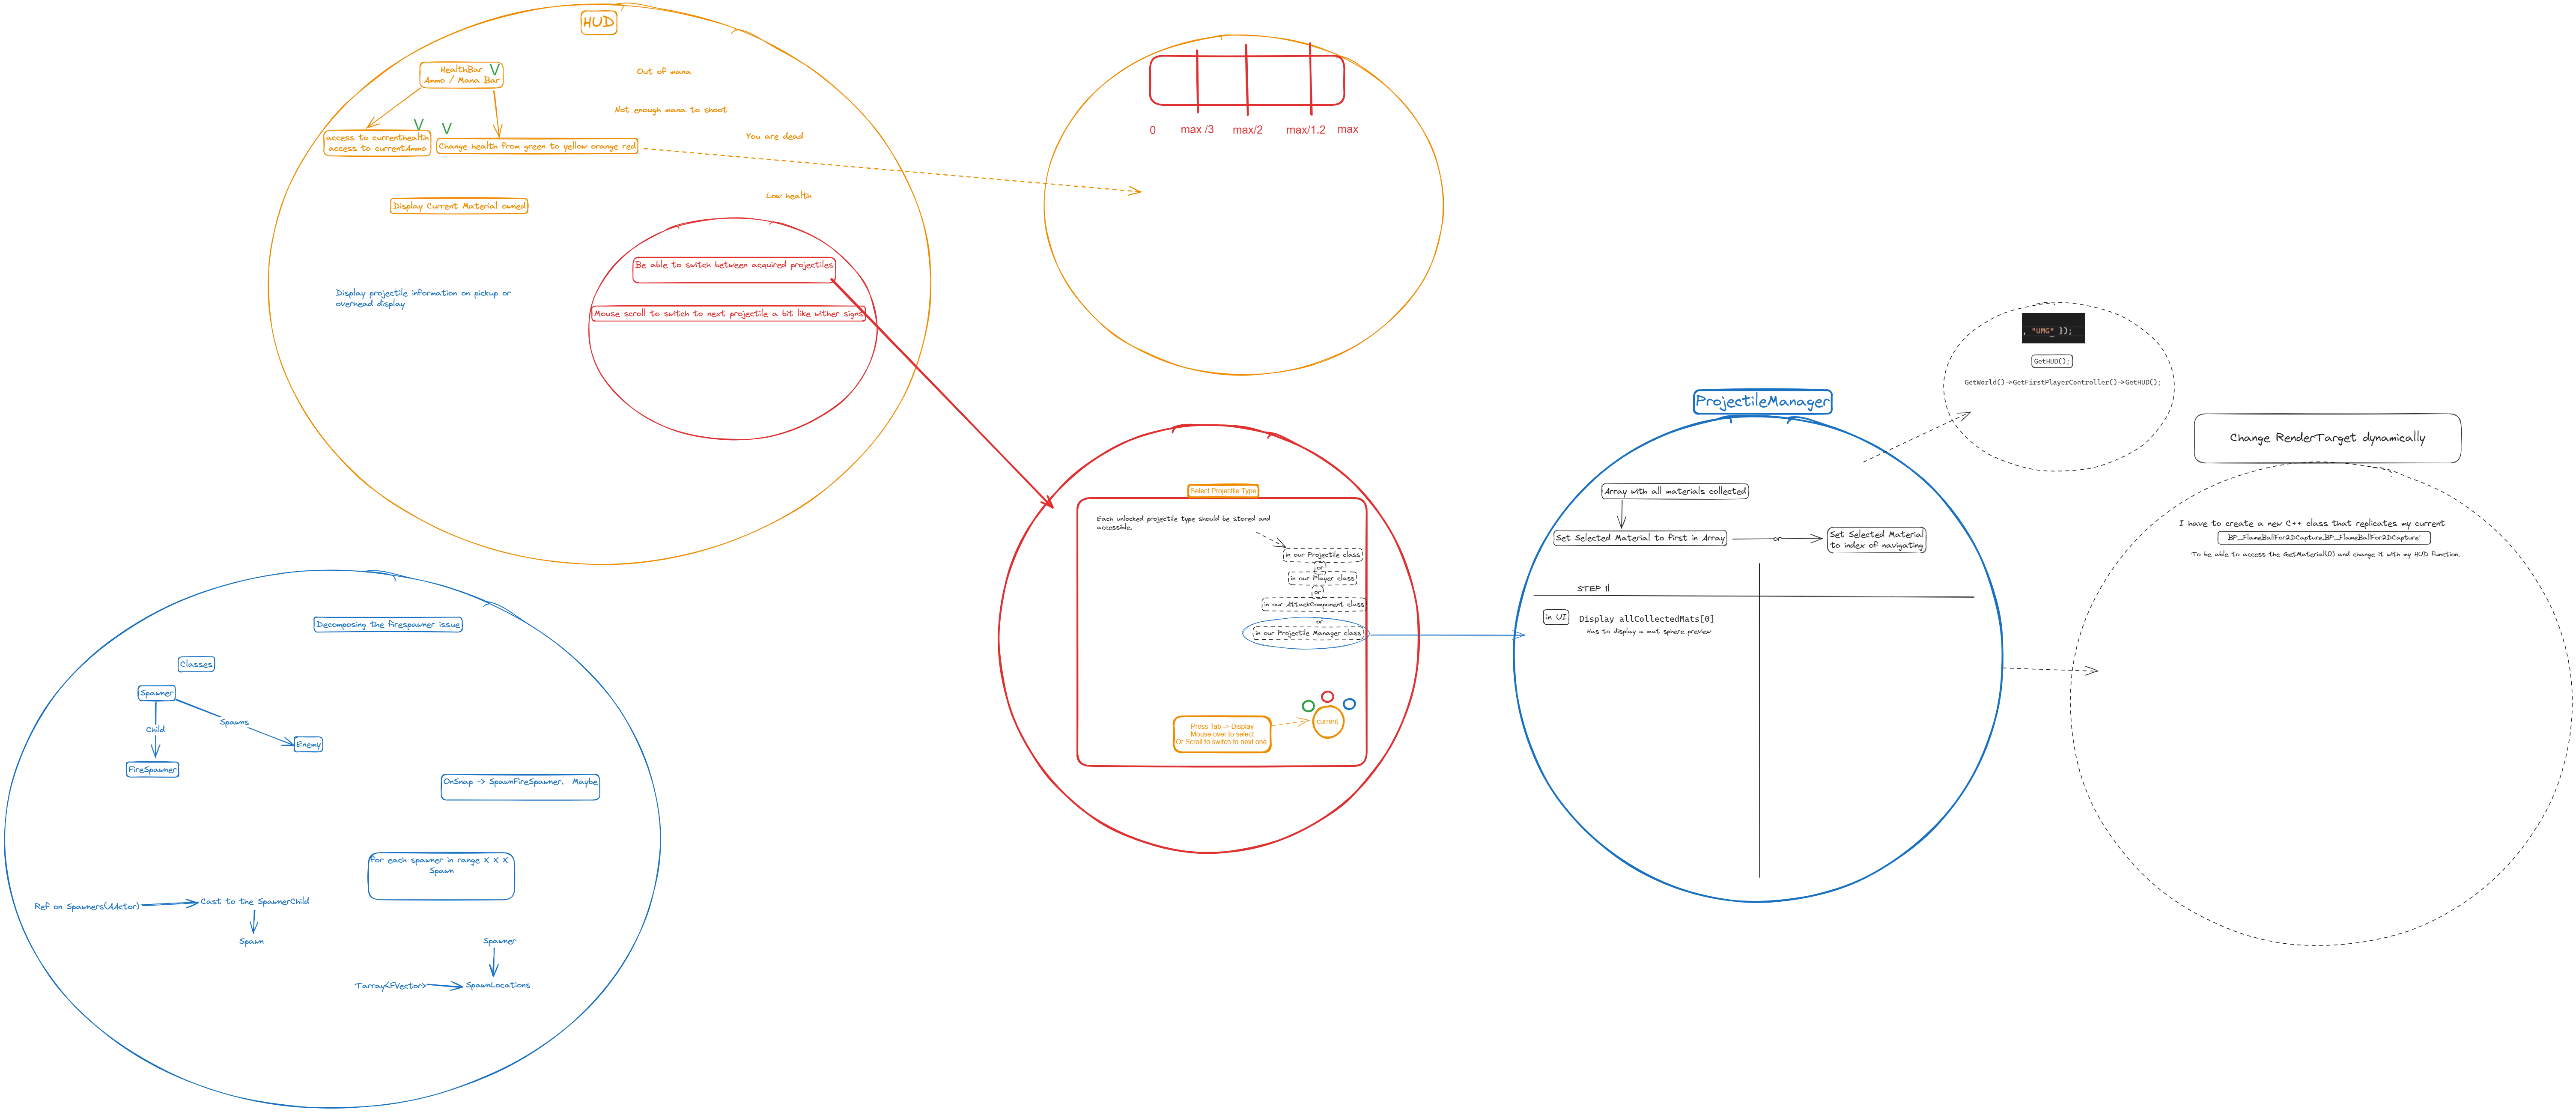 HUD
HealthBar
Ammo / Mana Bar
V
Out of mana
Not enough mana to shoot
V
V
access to currenthealth
access to currentAmmo
Change health from green to yellow orange red
You are dead
Low health
Display Current Material owned
Be able to switch between acquired projectiles
Display projectile information on pickup or
overhead display
Mouse scroll to switch to next projectile a bit like wither signs
0
max /3
max/2
max/1.2
max
Decomposing the firespawner issue
Classes
Spawner
Child
Spawns
Enemy
FireSpawner
OnSnap -> SpawnFireSpawner. Maybe
for each spawner in range X X X
Spawn
Ref on Spawners(AActor)
Cast to the SpawnerChild
Spawn
Spawner
Tarray<FVector>
SpawnLocations
Select Projectile Type
Each unlocked projectile type should be stored and
accessible.
in our Projectile class
or
in our Player class
or
in our AttackComponent class
or
in our Projectile Manager class
Press Tab -> Display
Mouse over to select
Or Scroll to switch to next one
current
ProjectileManager
Array with all materials collected
Set Selected Material to first in Array
or
Set Selected Material
to index of navigating
STEP 1
in UI
Display allCollectedMats[0]
Has to display a mat sphere preview
, "UMG" });
GetHUD();
GetWorld()->GetFirstPlayerController()->GetHUD();
Change RenderTarget dynamically
I have to create a new C++ class that replicates my current
BP_FlameBallFor2DCapture.BP_FlameBallFor2DCapture'
To be able to access the GetMaterial(0) and change it with my HUD function.